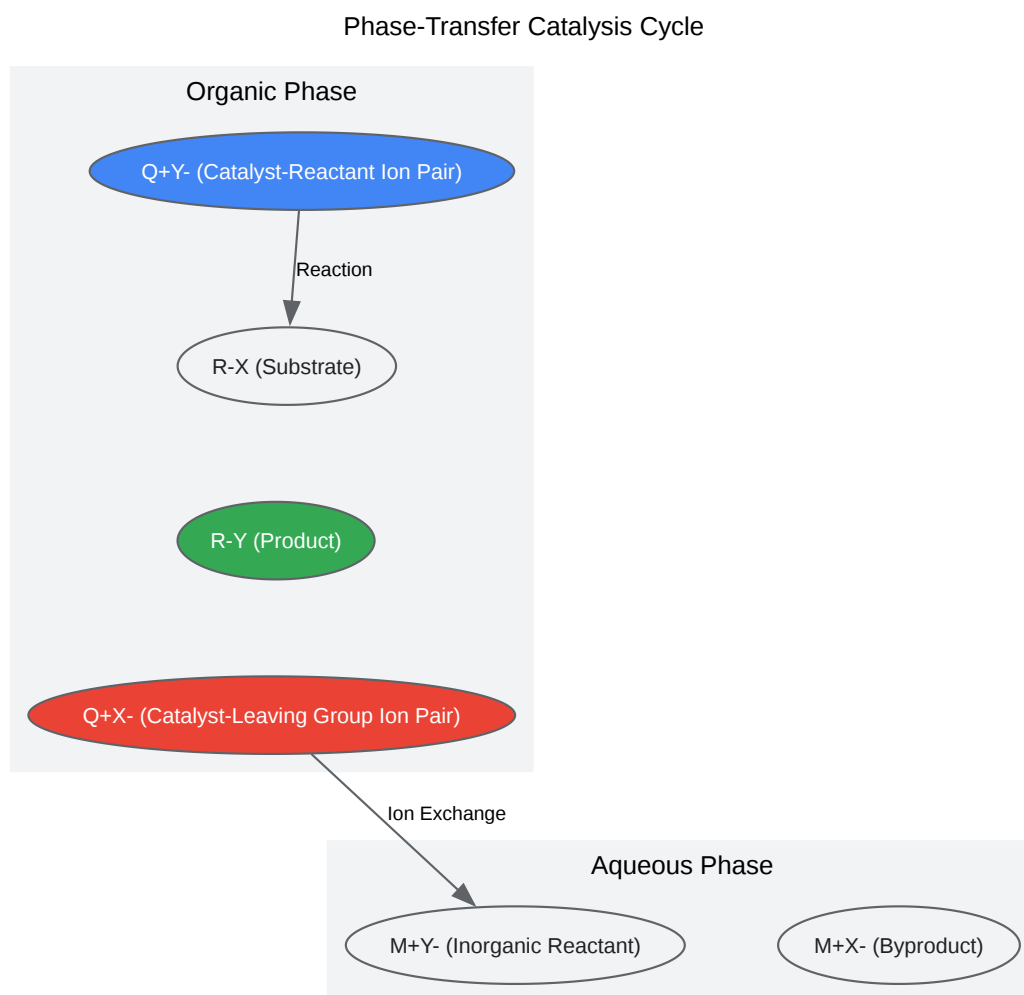 Phase-Transfer Catalysis Cycle
Organic Phase
Q+Y- (Catalyst-Reactant Ion Pair)
Reaction
R-X (Substrate)
R-Y (Product)
Q+X- (Catalyst-Leaving Group Ion Pair)
Ion Exchange
Aqueous Phase
M+Y- (Inorganic Reactant)
M+X- (Byproduct)